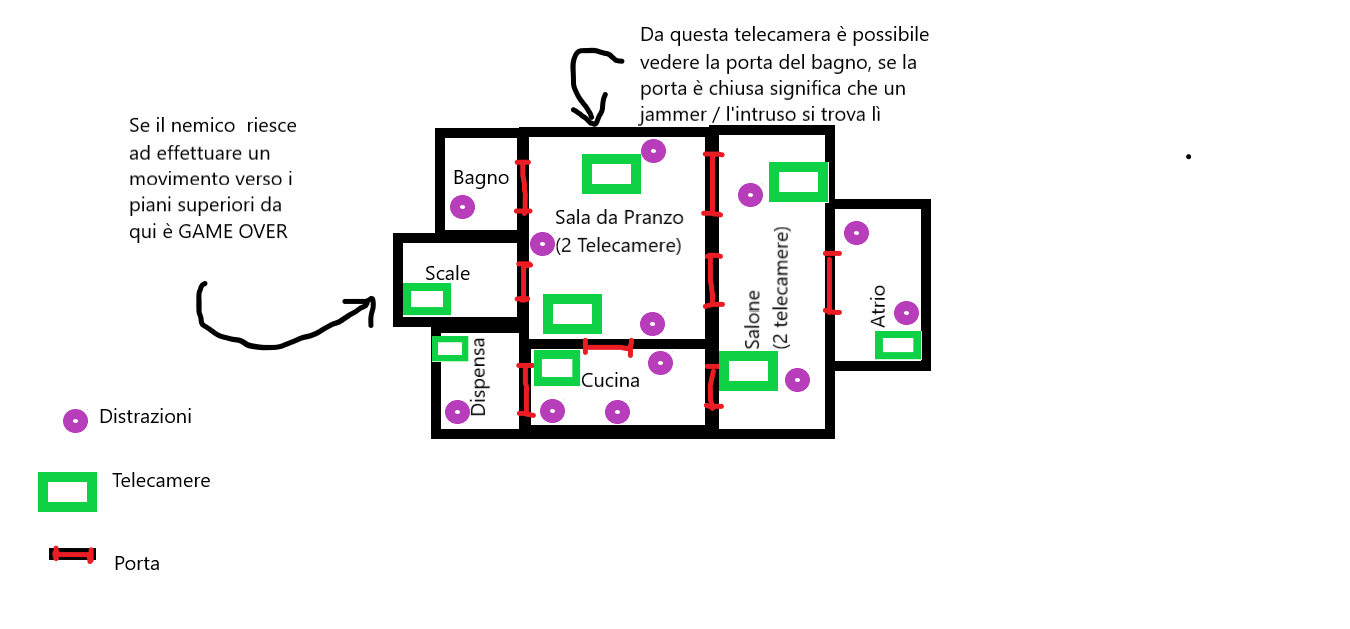 Da questa telecamera è possibile
vedere la porta del bagno, se la
porta è chiusa significa che un
jammer / l'intruso si trova lì
Se il nemico  riesce
ad effettuare un
movimento verso i
piani superiori da
qui è GAME OVER
Bagno
Sala da Pranzo
(2 Telecamere)
Scale
Salone
(2 telecamere)
Atrio
Dispensa
Cucina
Distrazioni
Telecamere
Porta